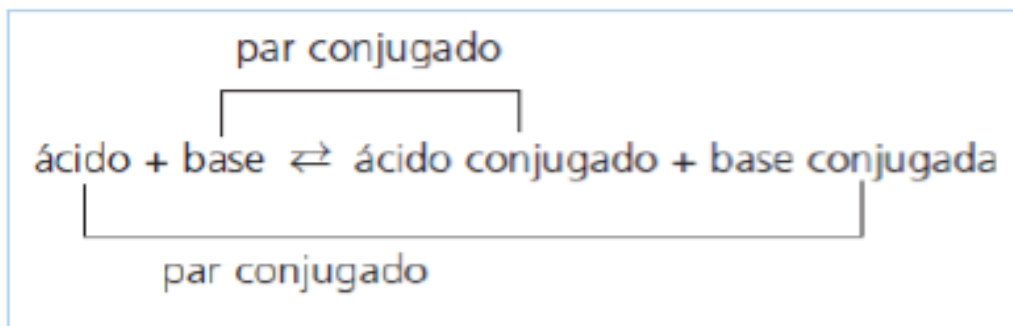 par conjugado
ácido + base ⇄ ácido conjugado + base conjugada
par conjugado